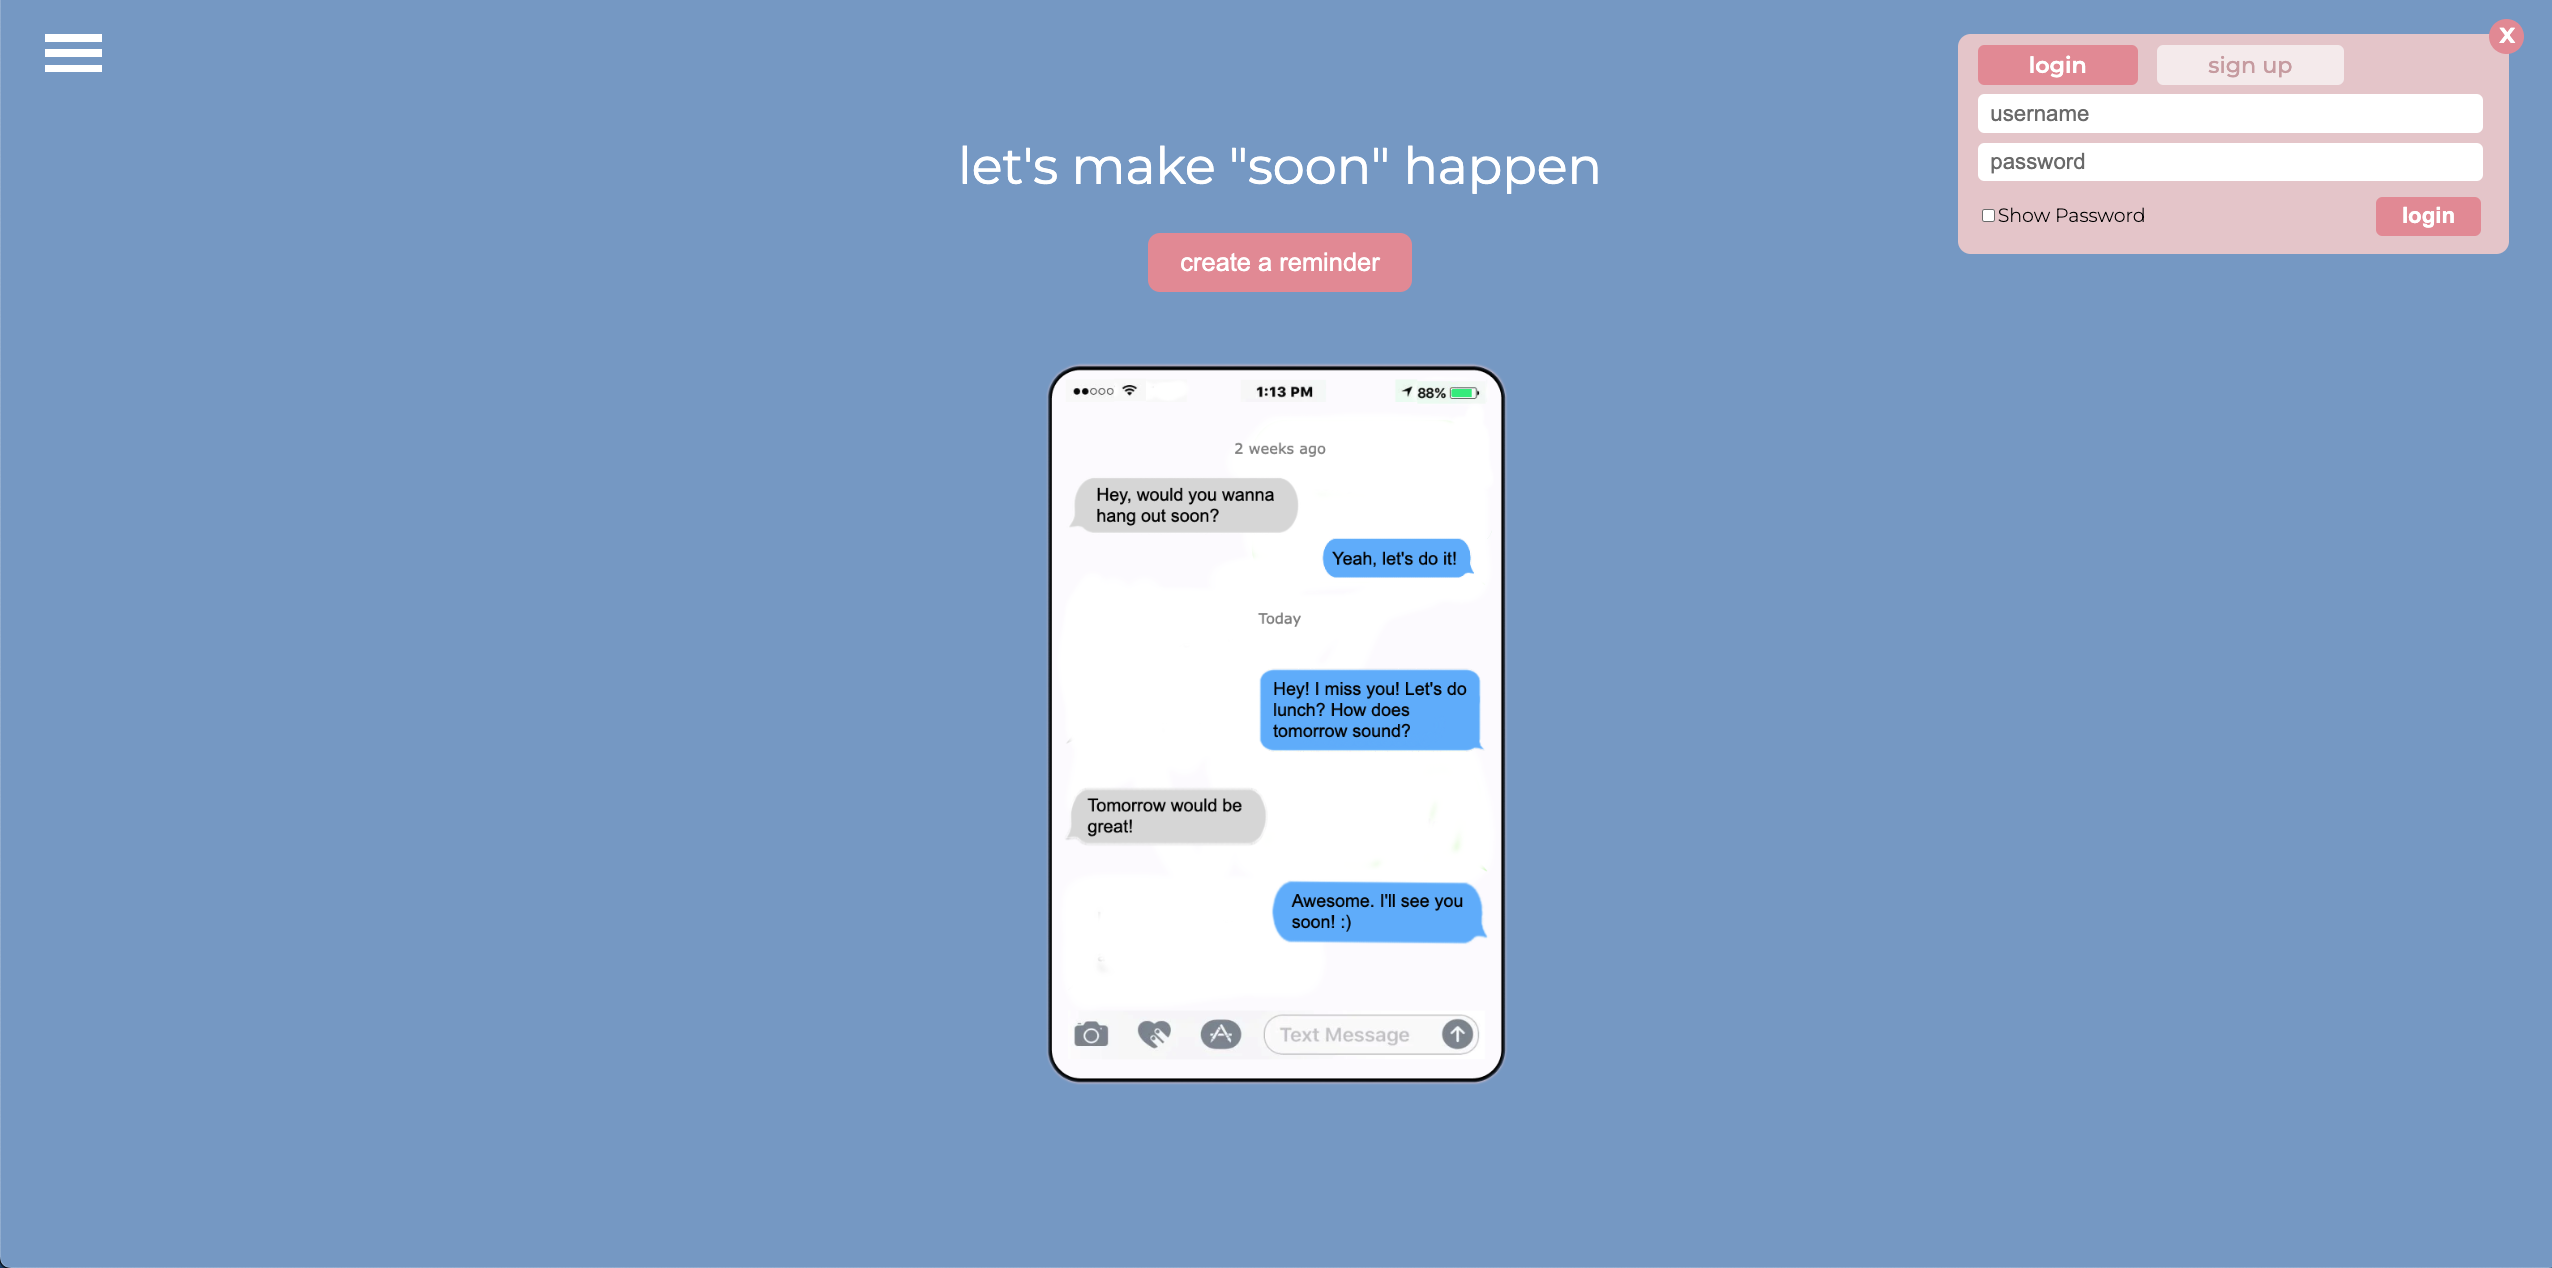 login
sign up
X
username
password
Show Password
login
let's make "soon" happen
create a reminder
1:13 PM
88%
2 weeks ago
Hey, would you wanna
hang out soon?
Yeah, let's do it!
Today
Hey! I miss you! Let's do
lunch? How does
tomorrow sound?
Tomorrow would be
great!
Awesome. I'll see you
soon! :)
Text Message